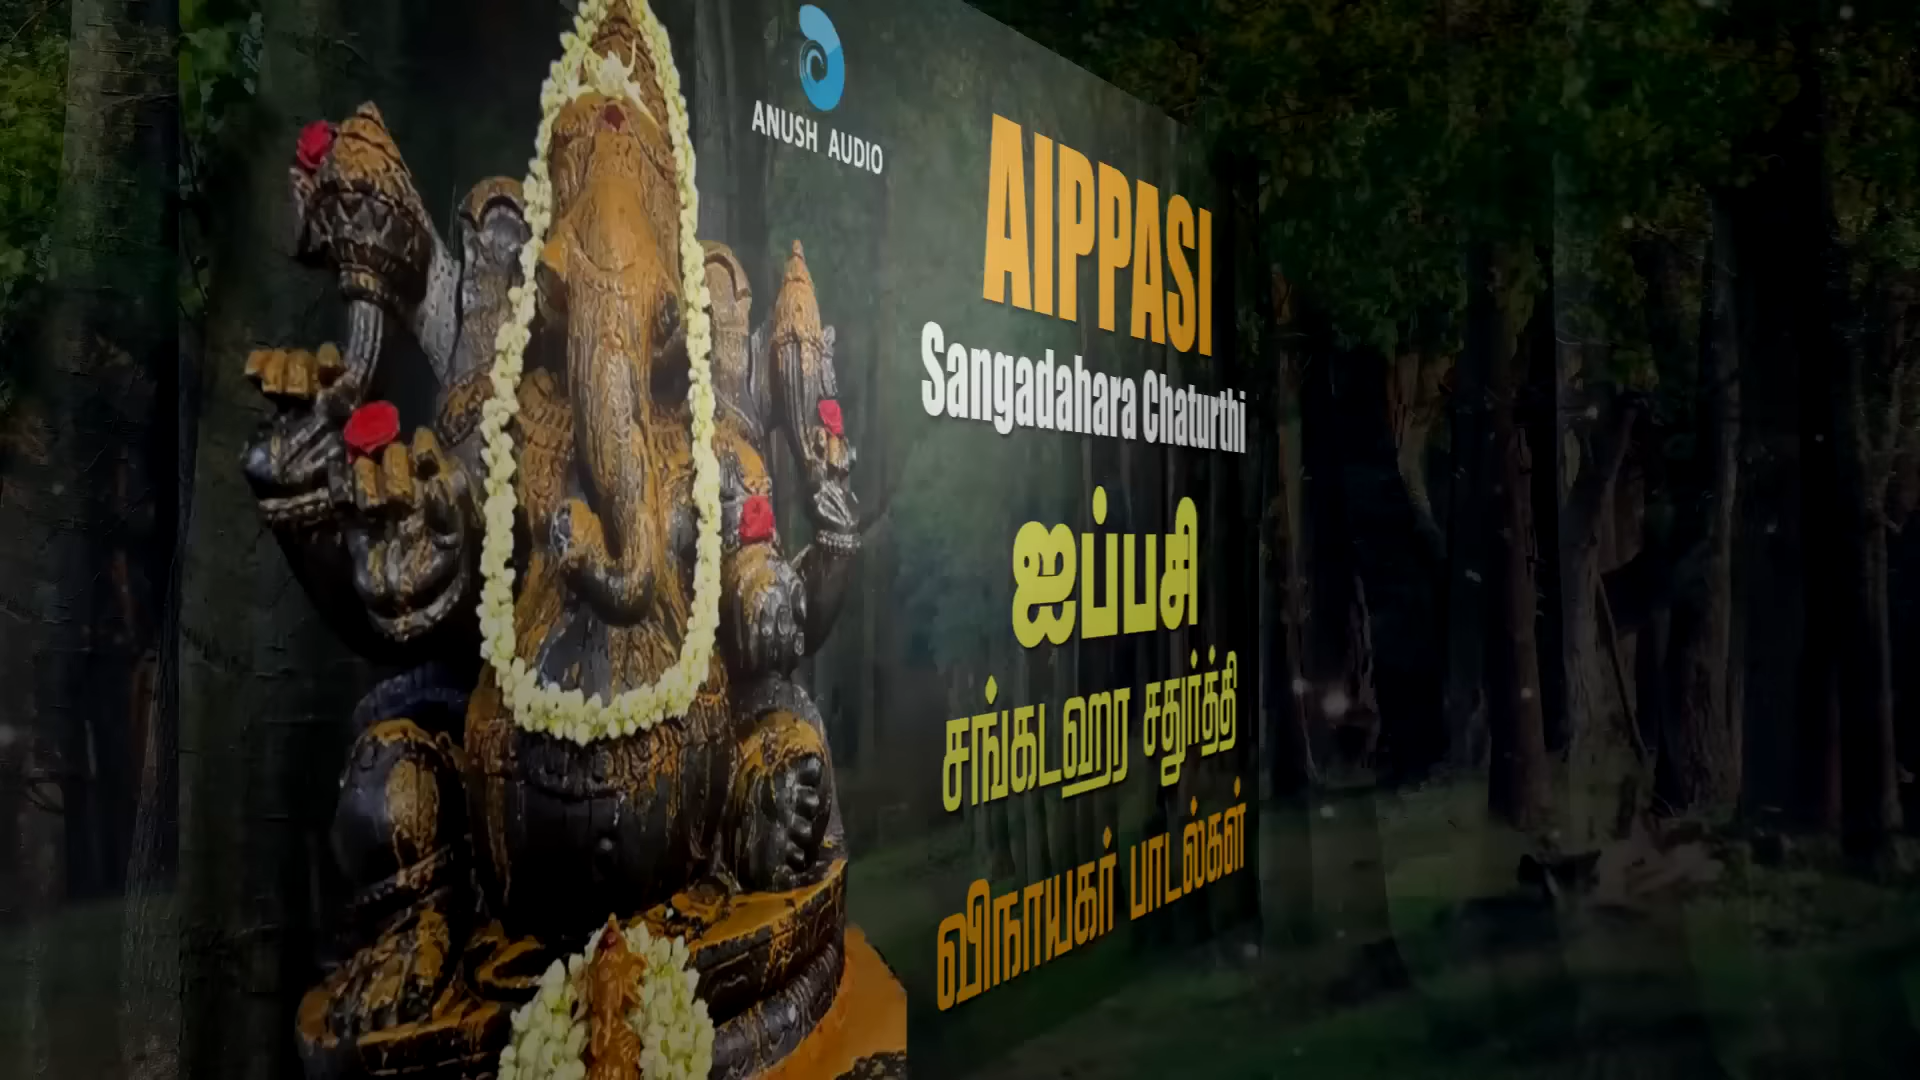 ANUSH AUDIO
AIPPASI
Sangadahara Chaturthi
ஐப்பசி
சங்கடஹர சதுர்த்தி
விநாயகர் பாடல்கள்